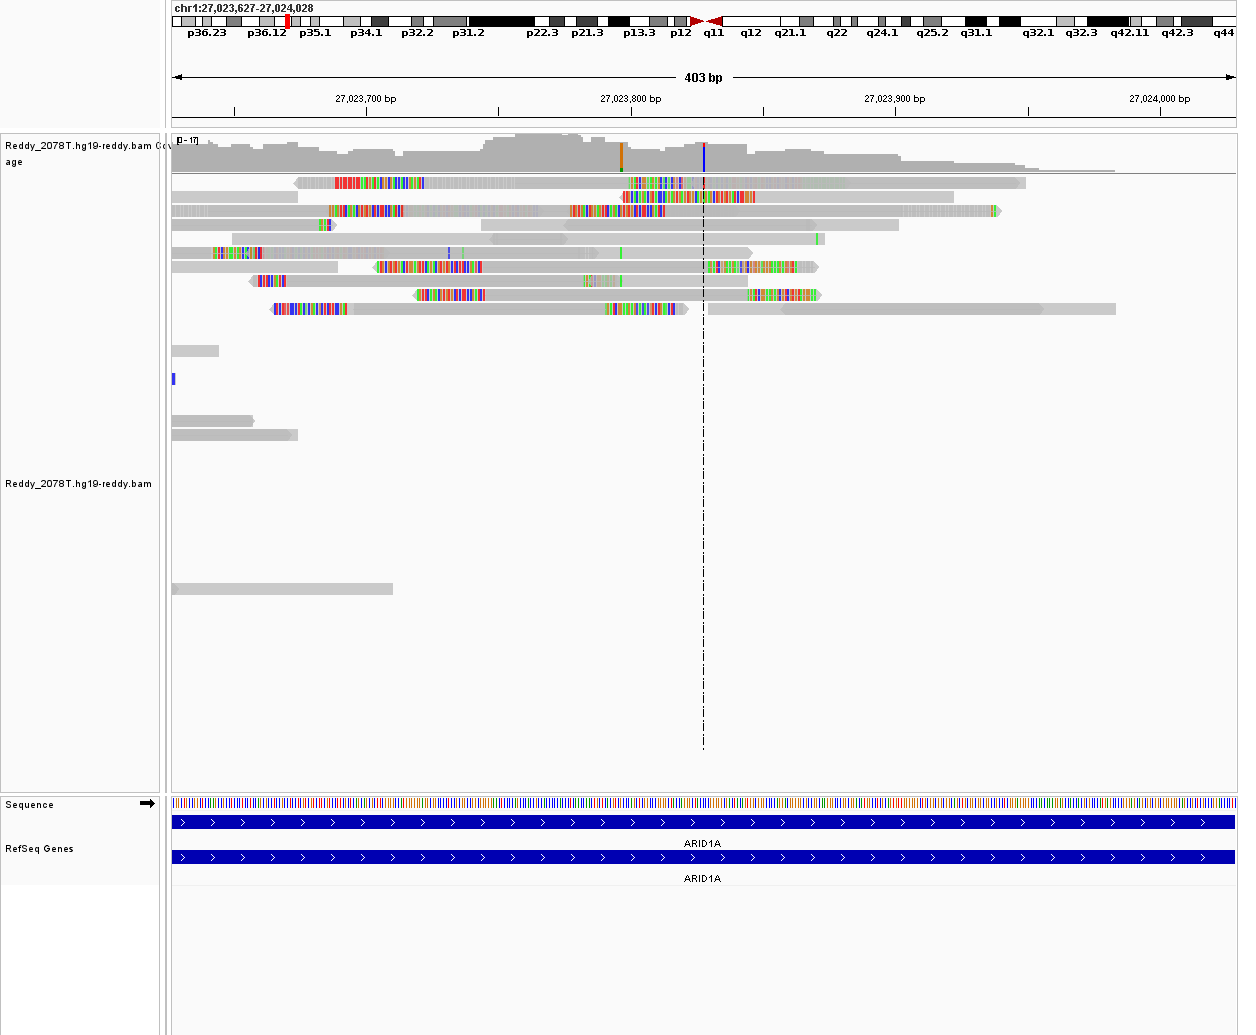 chr1:27,023,627-27,024,028
p36.23 p36.12 p35.1 p34.1 p32.2 p31.2 p22.3 p21.3 p13.3 p12 q11 q12 q21.1 q22 q24.1 q25.2 q31.1 q32.1 q32.3 q42.11 q42.3 q44
403 bp
27,023,700 bp 27,023,800 bp 27,023,900 bp 27,024,000 bp
Reddy_2078T.hg19-reddy.bam Cov
age
[0 - 17]
Reddy_2078T.hg19-reddy.bam
Sequence
RefSeq Genes
ARID1A
ARID1A